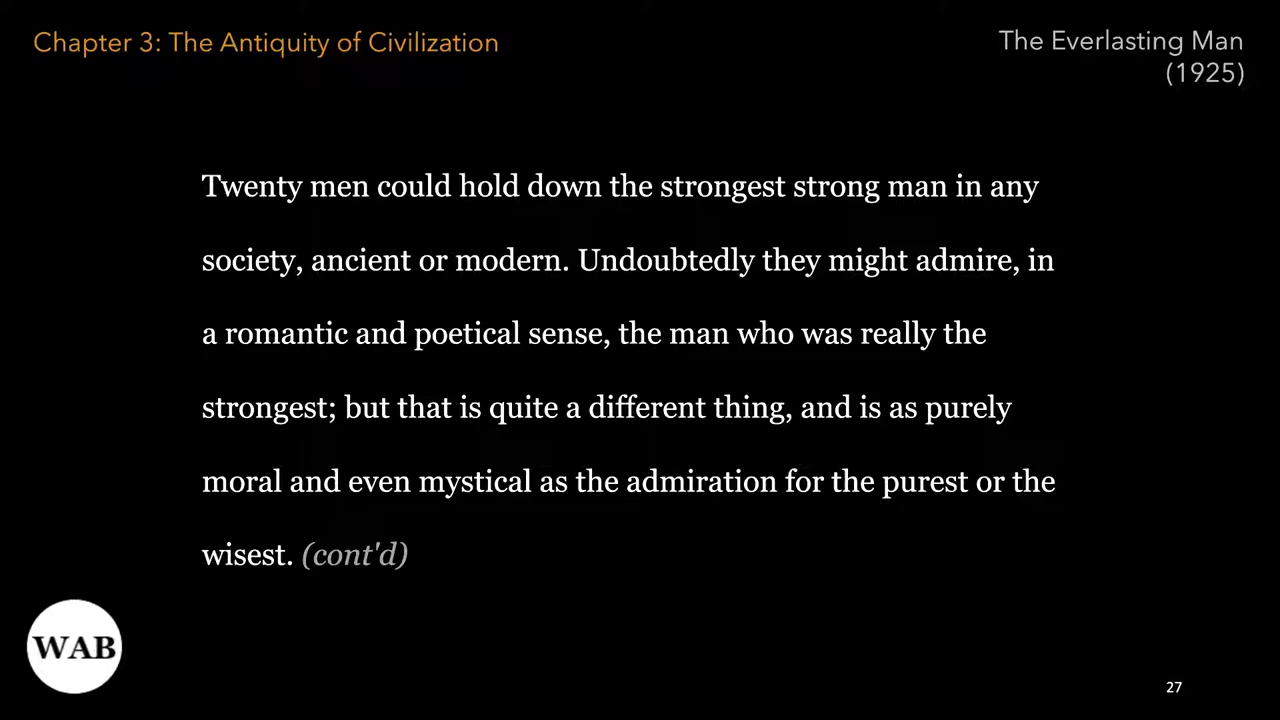 Chapter 3: The Antiquity of Civilization
The Everlasting Man
(1925)
Twenty men could hold down the strongest strong man in any
society, ancient or modern. Undoubtedly they might admire, in
a romantic and poetical sense, the man who was really the
strongest; but that is quite a different thing, and is as purely
moral and even mystical as the admiration for the purest or the
wisest. (cont'd)
WAB
27